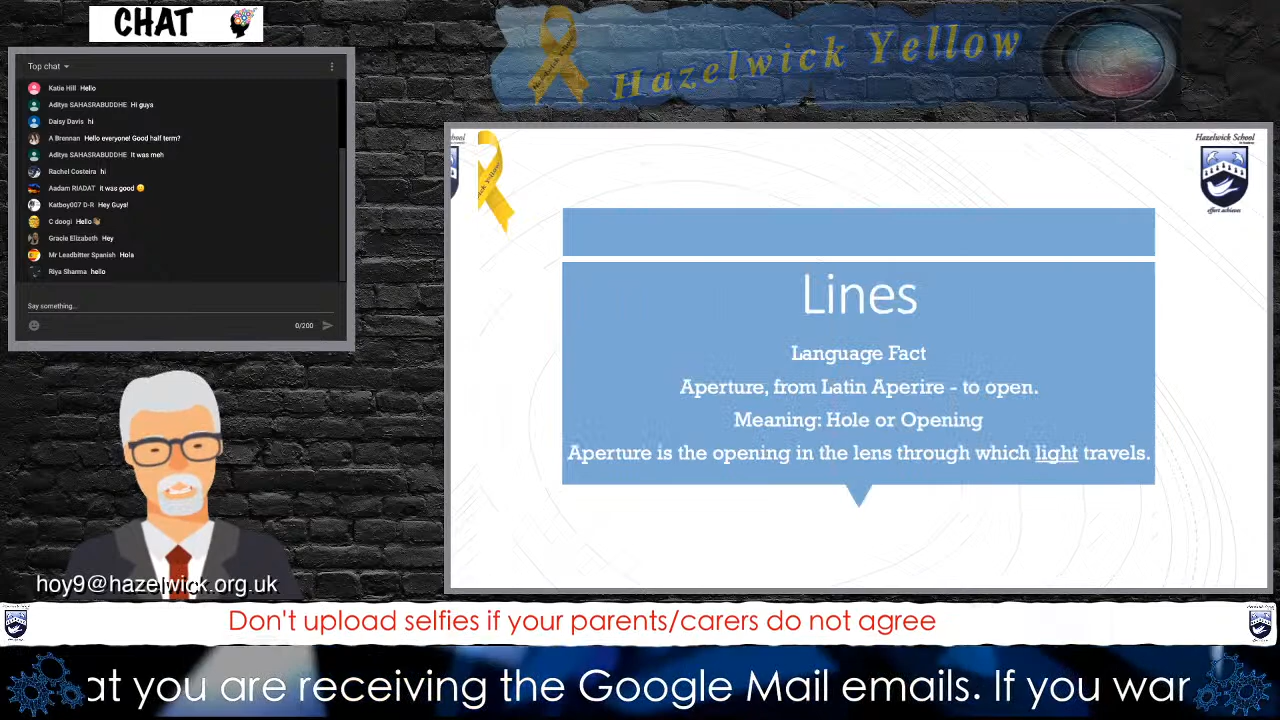 CHAT
Hazelwick Yellow
Top chat
Katie Hill Hello
Aditya SAHASRABUDDHE Hi guys
Daisy Davis hi
A Brennan Hello everyone! Good half term?
Aditya SAHASRABUDDHE It was meh
Rachel Costeira hi
Aadam RIADAT it was good
Katboy007 D-R Hey Guys!
C doogi Hello
Gracie Elizabeth Hey
Mr Leadbitter Spanish Hola
Riya Sharma hello
Say something...
0/200
hool
Hazelwick School
effort achieves
Lines
Language Fact
Aperture, from Latin Aperire - to open.
Meaning: Hole or Opening
Aperture is the opening in the lens through which light travels.
hoy9@hazelwick.org.uk
Don't upload selfies if your parents/carers do not agree
at you are receiving the Google Mail emails. If you war